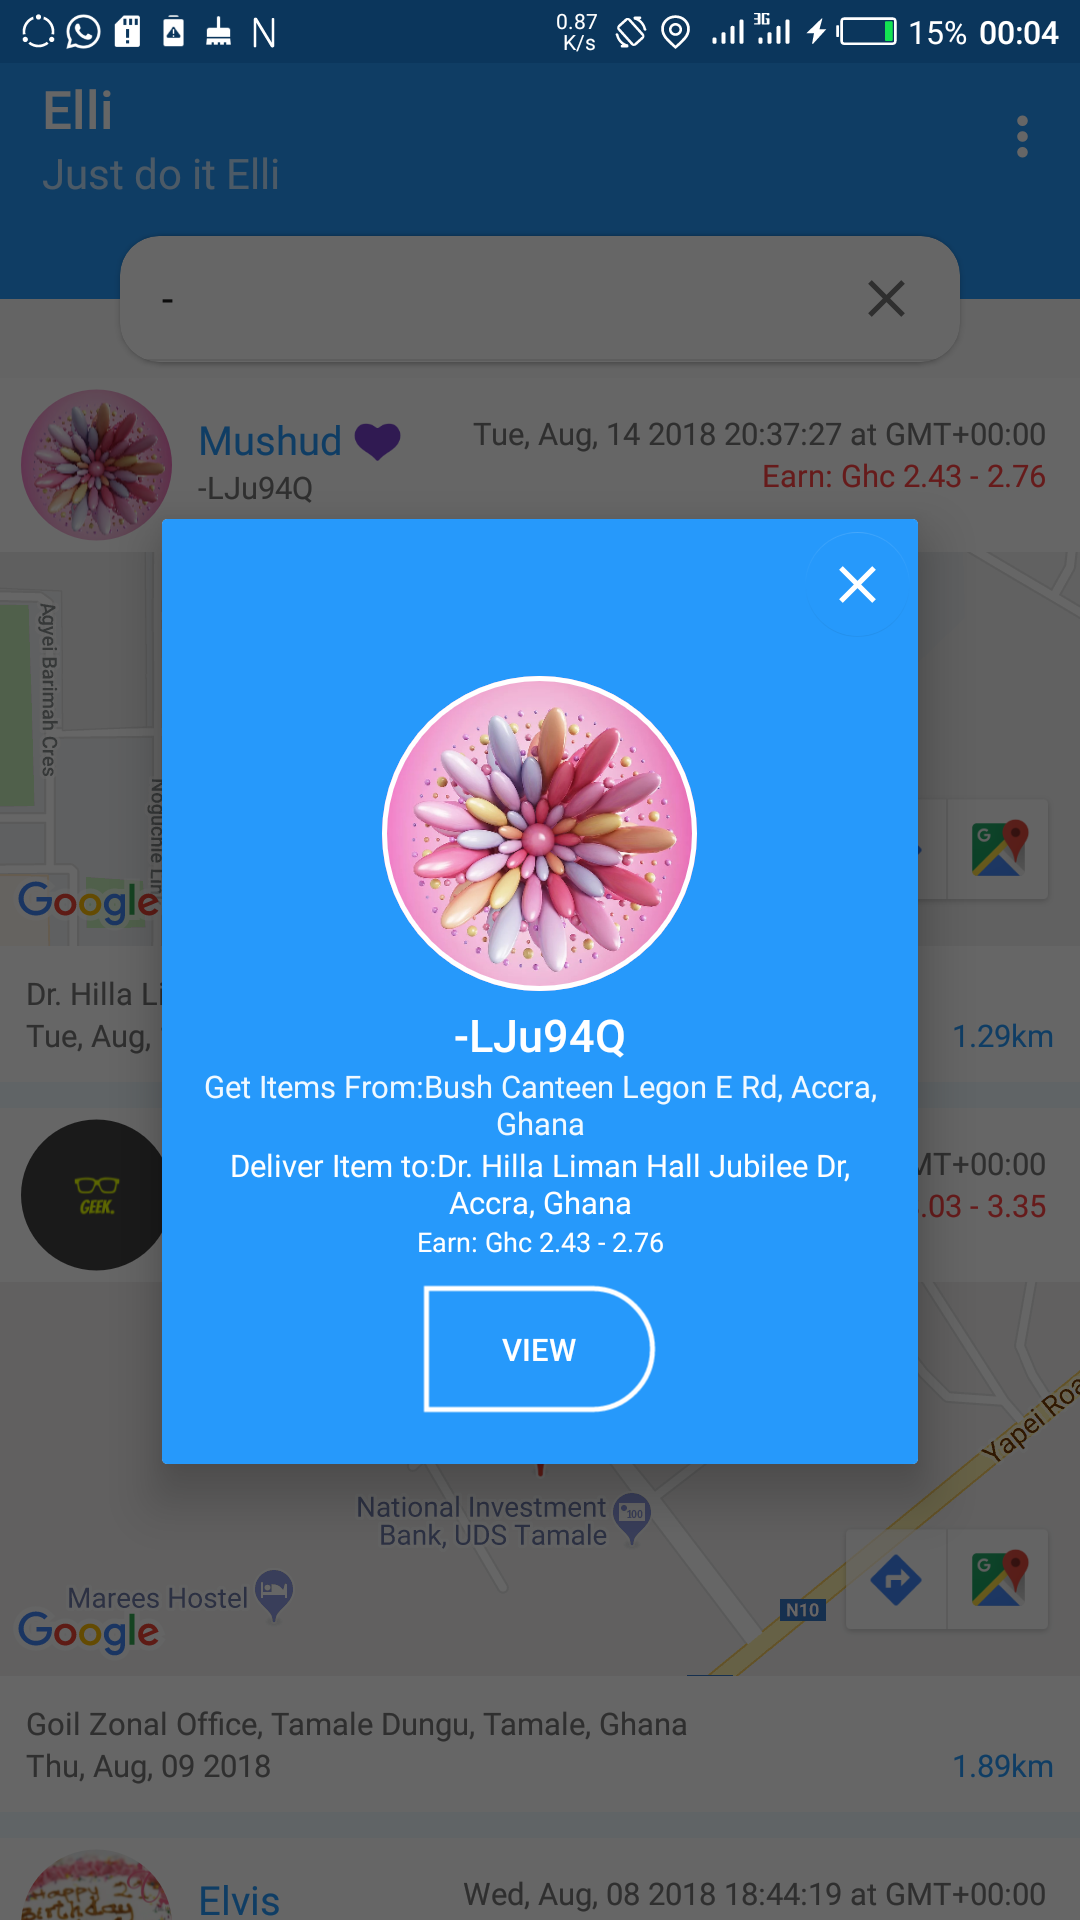 0.87
K/s
3G
15% 00:04
Elli
Just do it Elli
-
Mushud
Tue, Aug, 14 2018 20:37:27 at GMT+00:00
-LJu94Q
Earn: Ghc 2.43 - 2.76
Agyei Barimah Cres
Google
Dr. Hilla
Tue, Aug,
1.29km
-LJu94Q
Get Items From:Bush Canteen Legon E Rd, Accra,
Ghana
Deliver Item to:Dr. Hilla Liman Hall Jubilee Dr,
Accra, Ghana
Earn: Ghc 2.43 - 2.76
VIEW
GEEK.
+00:00
.03 - 3.35
Yapei
National Investment
Bank, UDS Tamale
100
Marees Hostel
Google
N10
Goil Zonal Office, Tamale Dungu, Tamale, Ghana
Thu, Aug, 09 2018
1.89km
Happy 2
Birthday
Elvis
Wed, Aug, 08 2018 18:44:19 at GMT+00:00